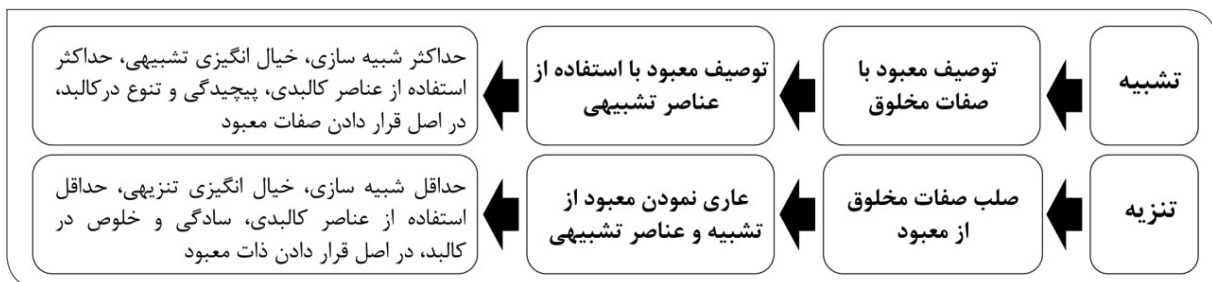 تشبیه
توصیف معبود با
صفات مخلوق
توصیف معبود با استفاده از
عناصر تشبیهی
حداکثر شبیه سازی، خیال انگیزی تشبیهی، حداکثر
استفاده از عناصر کالبدی، پیچیدگی و تنوع درکالبد،
در اصل قرار دادن صفات معبود
تنزیه
صلب صفات مخلوق
از معبود
عاری نمودن معبود از
تشبیه و عناصر تشبیهی
حداقل شبیه سازی، خیال انگیزی تنزیهی، حداقل
استفاده از عناصر کالبدی، سادگی و خلوص در
کالبد، در اصل قرار دادن ذات معبود